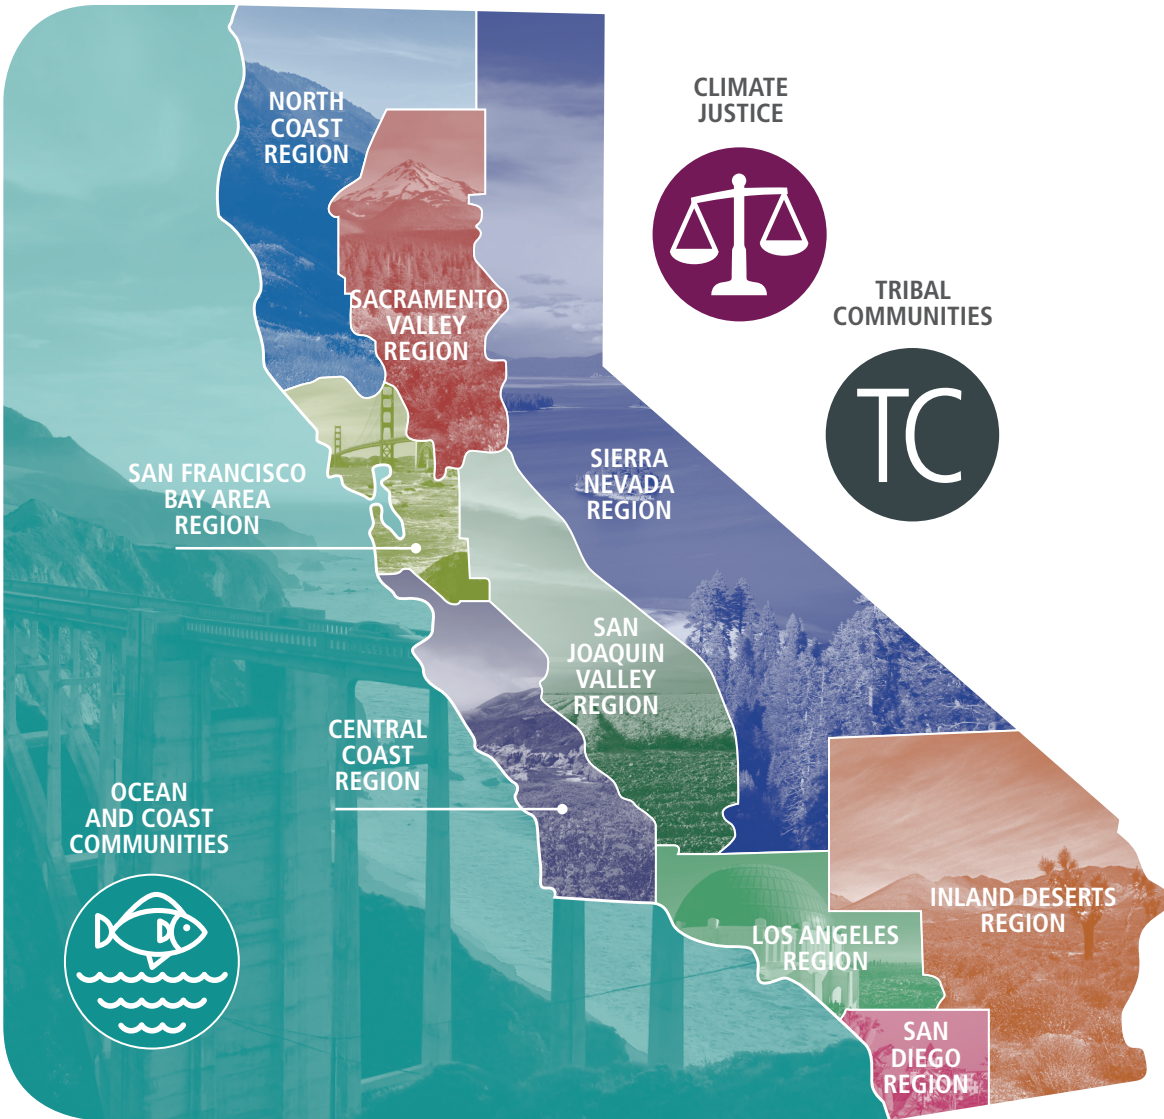 NORTH
COAST
REGION
CLIMATE
JUSTICE
SACRAMENTO
VALLEY
REGION
TRIBAL
COMMUNITIES
TC
SAN FRANCISCO
BAY AREA
REGION
SIERRA
NEVADA
REGION
SAN
JOAQUIN
VALLEY
REGION
CENTRAL
COAST
REGION
OCEAN
AND COAST
COMMUNITIES
INLAND DESERTS
REGION
LOS ANGELES
REGION
SAN
DIEGO
REGION